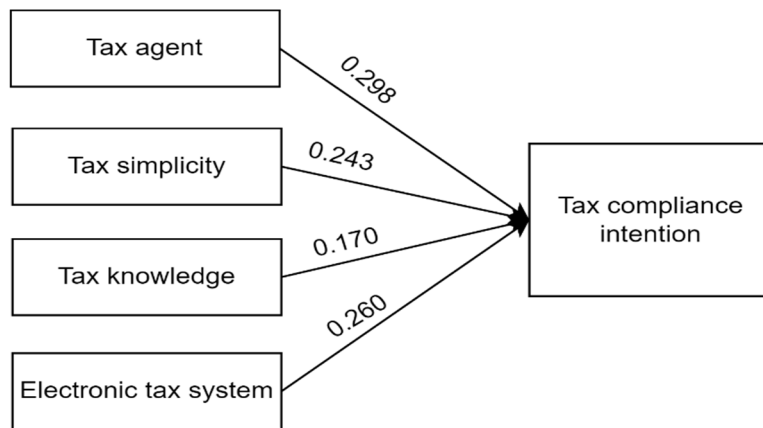 Tax agent
0.298
Tax simplicity
0.243
Tax compliance
intention
Tax knowledge
0.170
0.260
Electronic tax system